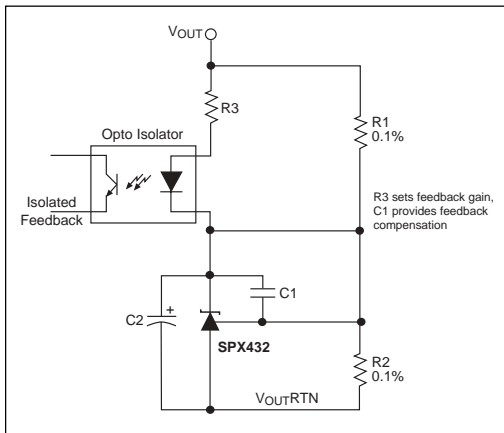 VOUT
R3
R1
0.1%
Opto Isolator
Isolated
Feedback
R3 sets feedback gain,
C1 provides feedback
compensation
C1
C2
+
SPX432
R2
0.1%
VOUTRTN